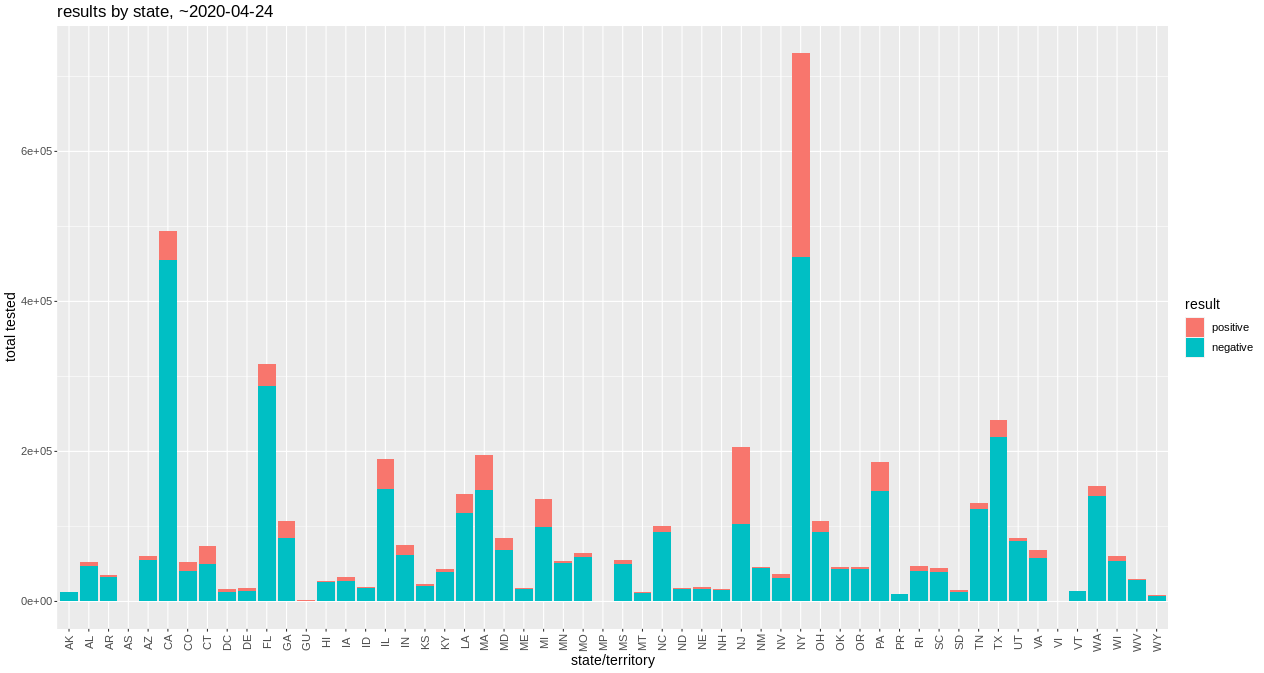 results by state, ~2020-04-24
total tested
6e+05
4e+05
2e+05
0e+00
AK AL AR AS AZ CA CO CT DC DE FL GA GU HI IA ID IL IN KS KY LA MA MD ME MI MN MO MP MS MT NC ND NE NH NJ NM NV NY OH OK OR PA PR RI SC SD TN TX UT VA VI VT WA WI WV WY
state/territory
result
positive
negative